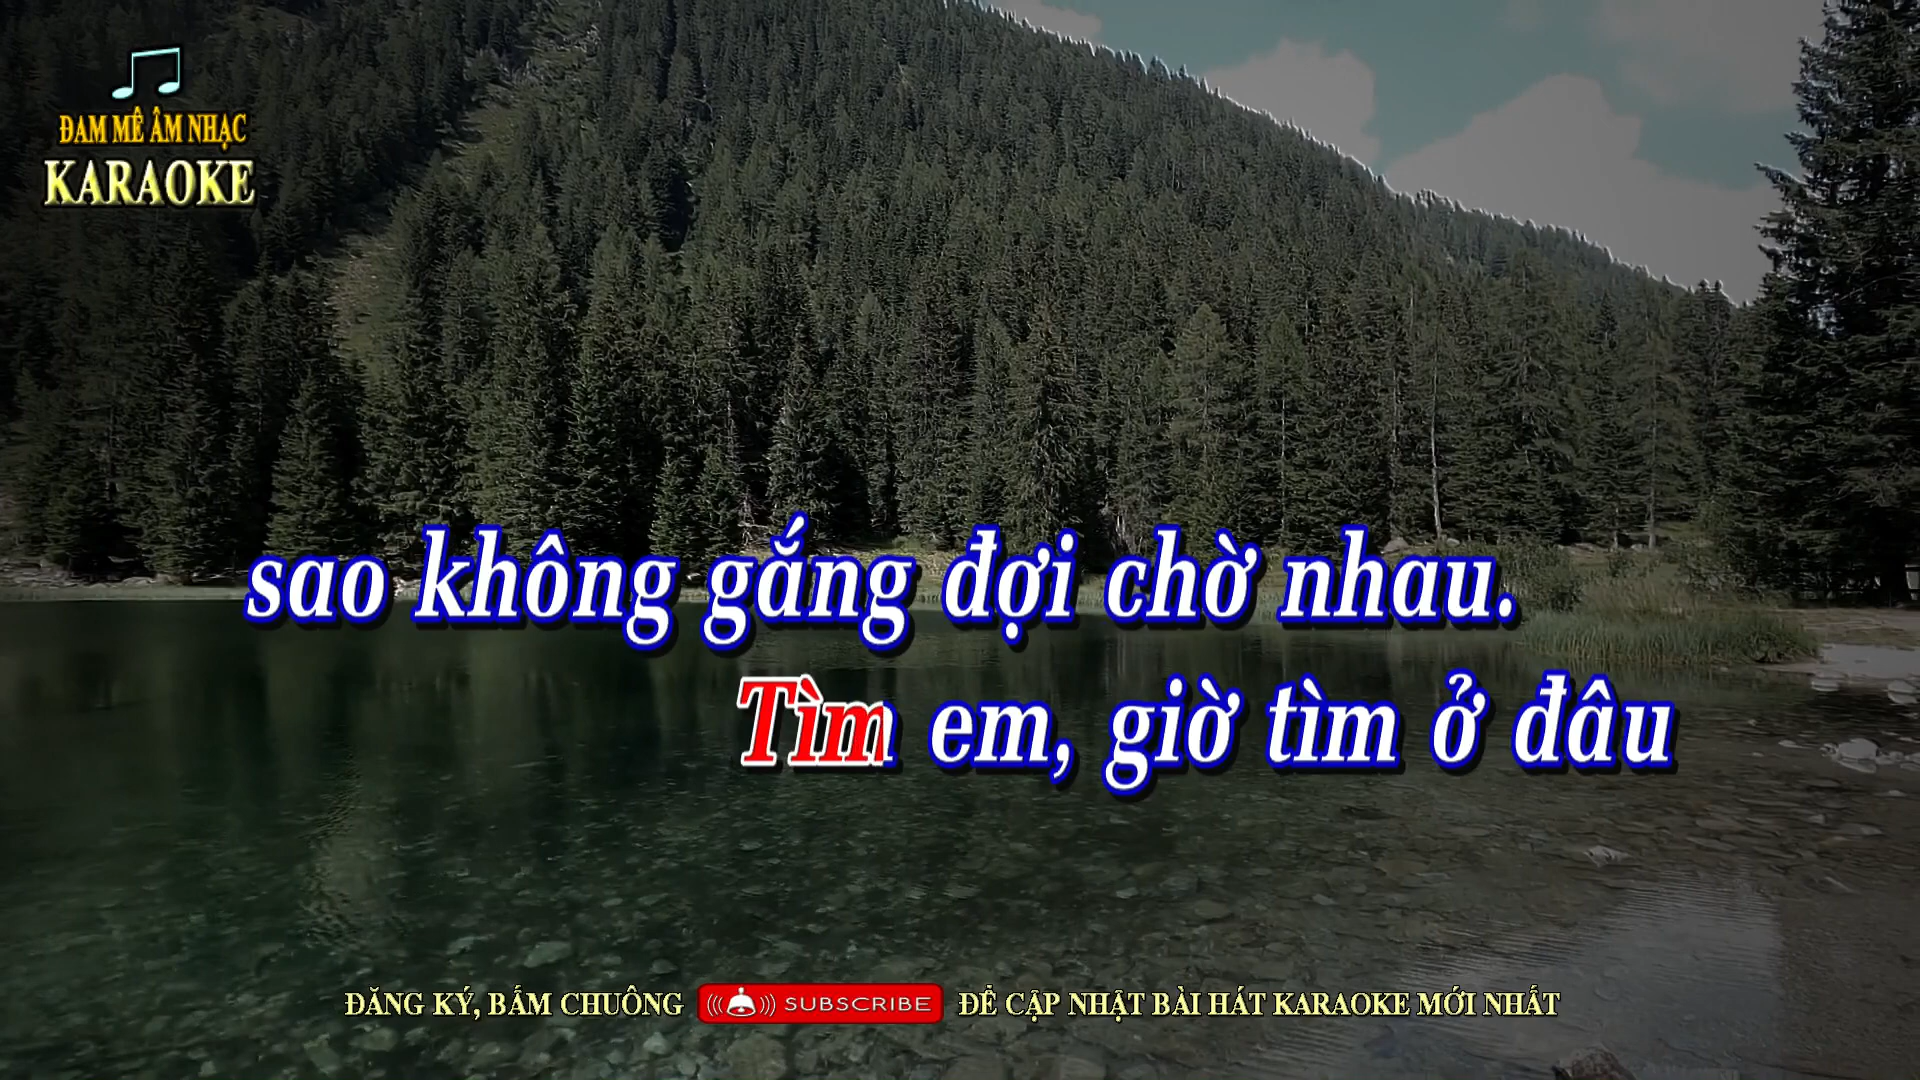 ĐAM MÊ ÂM NHẠC
KARAOKE
sao không gắng đợi chờ nhau.
Tìm em, giờ tìm ở đâu
ĐĂNG KÝ, BẤM CHUÔNG SUBSCRIBE ĐỂ CẬP NHẬT BÀI HÁT KARAOKE MỚI NHẤT